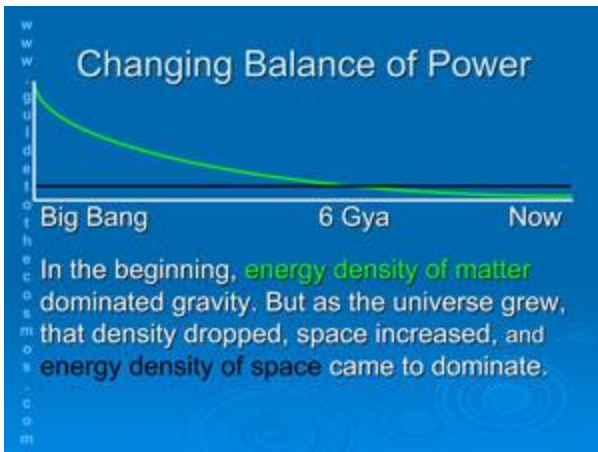 Changing Balance of Power
Big Bang 6 Gya Now
In the beginning, energy density of matter
dominated gravity. But as the universe grew,
that density dropped, space increased, and
energy density of space came to dominate.
www.guidetothecosmos.com